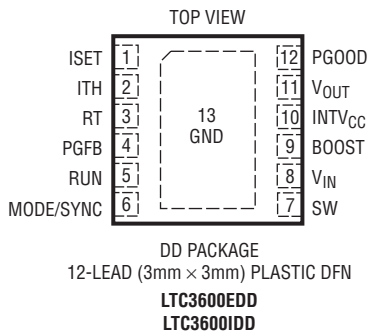 TOP VIEW
ISET 1
ITH 2
RT 3
PGFB 4
RUN 5
MODE/SYNC 6
13
GND
12 PGOOD
11 VOUT
10 INTVCC
9 BOOST
8 VIN
7 SW
DD PACKAGE
12-LEAD (3mm × 3mm) PLASTIC DFN
LTC3600EDD
LTC3600IDD